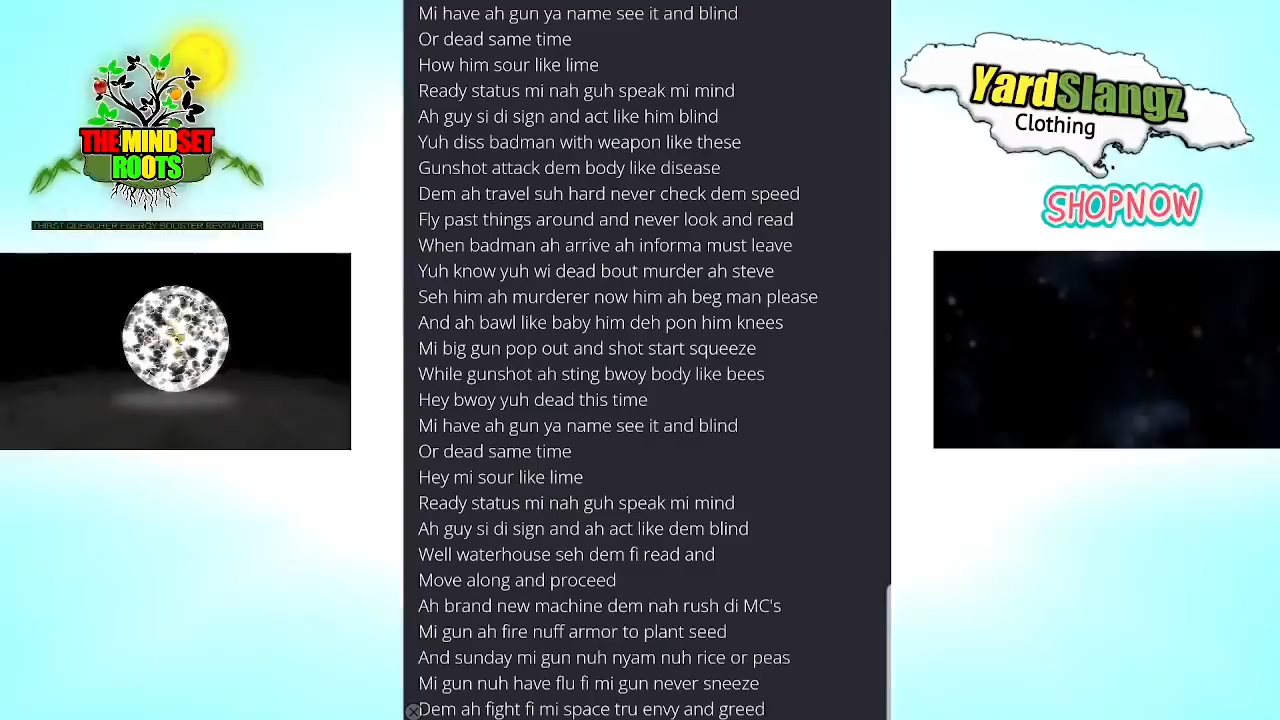 THE MINDSET
ROOTS
THIRST QUENCHER ENERGY BOOSTER REVITALISER
Mi have ah gun ya name see it and blind
Or dead same time
How him sour like lime
Ready status mi nah guh speak mi mind
Ah guy si di sign and act like him blind
Yuh diss badman with weapon like these
Gunshot attack dem body like disease
Dem ah travel suh hard never check dem speed
Fly past things around and never look and read
When badman ah arrive ah informa must leave
Yuh know yuh wi dead bout murder ah steve
Seh him ah murderer now him ah beg man please
And ah bawl like baby him deh pon him knees
Mi big gun pop out and shot start squeeze
While gunshot ah sting bwoy body like bees
Hey bwoy yuh dead this time
Mi have ah gun ya name see it and blind
Or dead same time
Hey mi sour like lime
Ready status mi nah guh speak mi mind
Ah guy si di sign and ah act like dem blind
Well waterhouse seh dem fi read and
Move along and proceed
Ah brand new machine dem nah rush di MC's
Mi gun ah fire nuff armor to plant seed
And sunday mi gun nuh nyam nuh rice or peas
Mi gun nuh have flu fi mi gun never sneeze
Dem ah fight fi mi space tru envy and greed
YardSlangz
Clothing
SHOPNOW